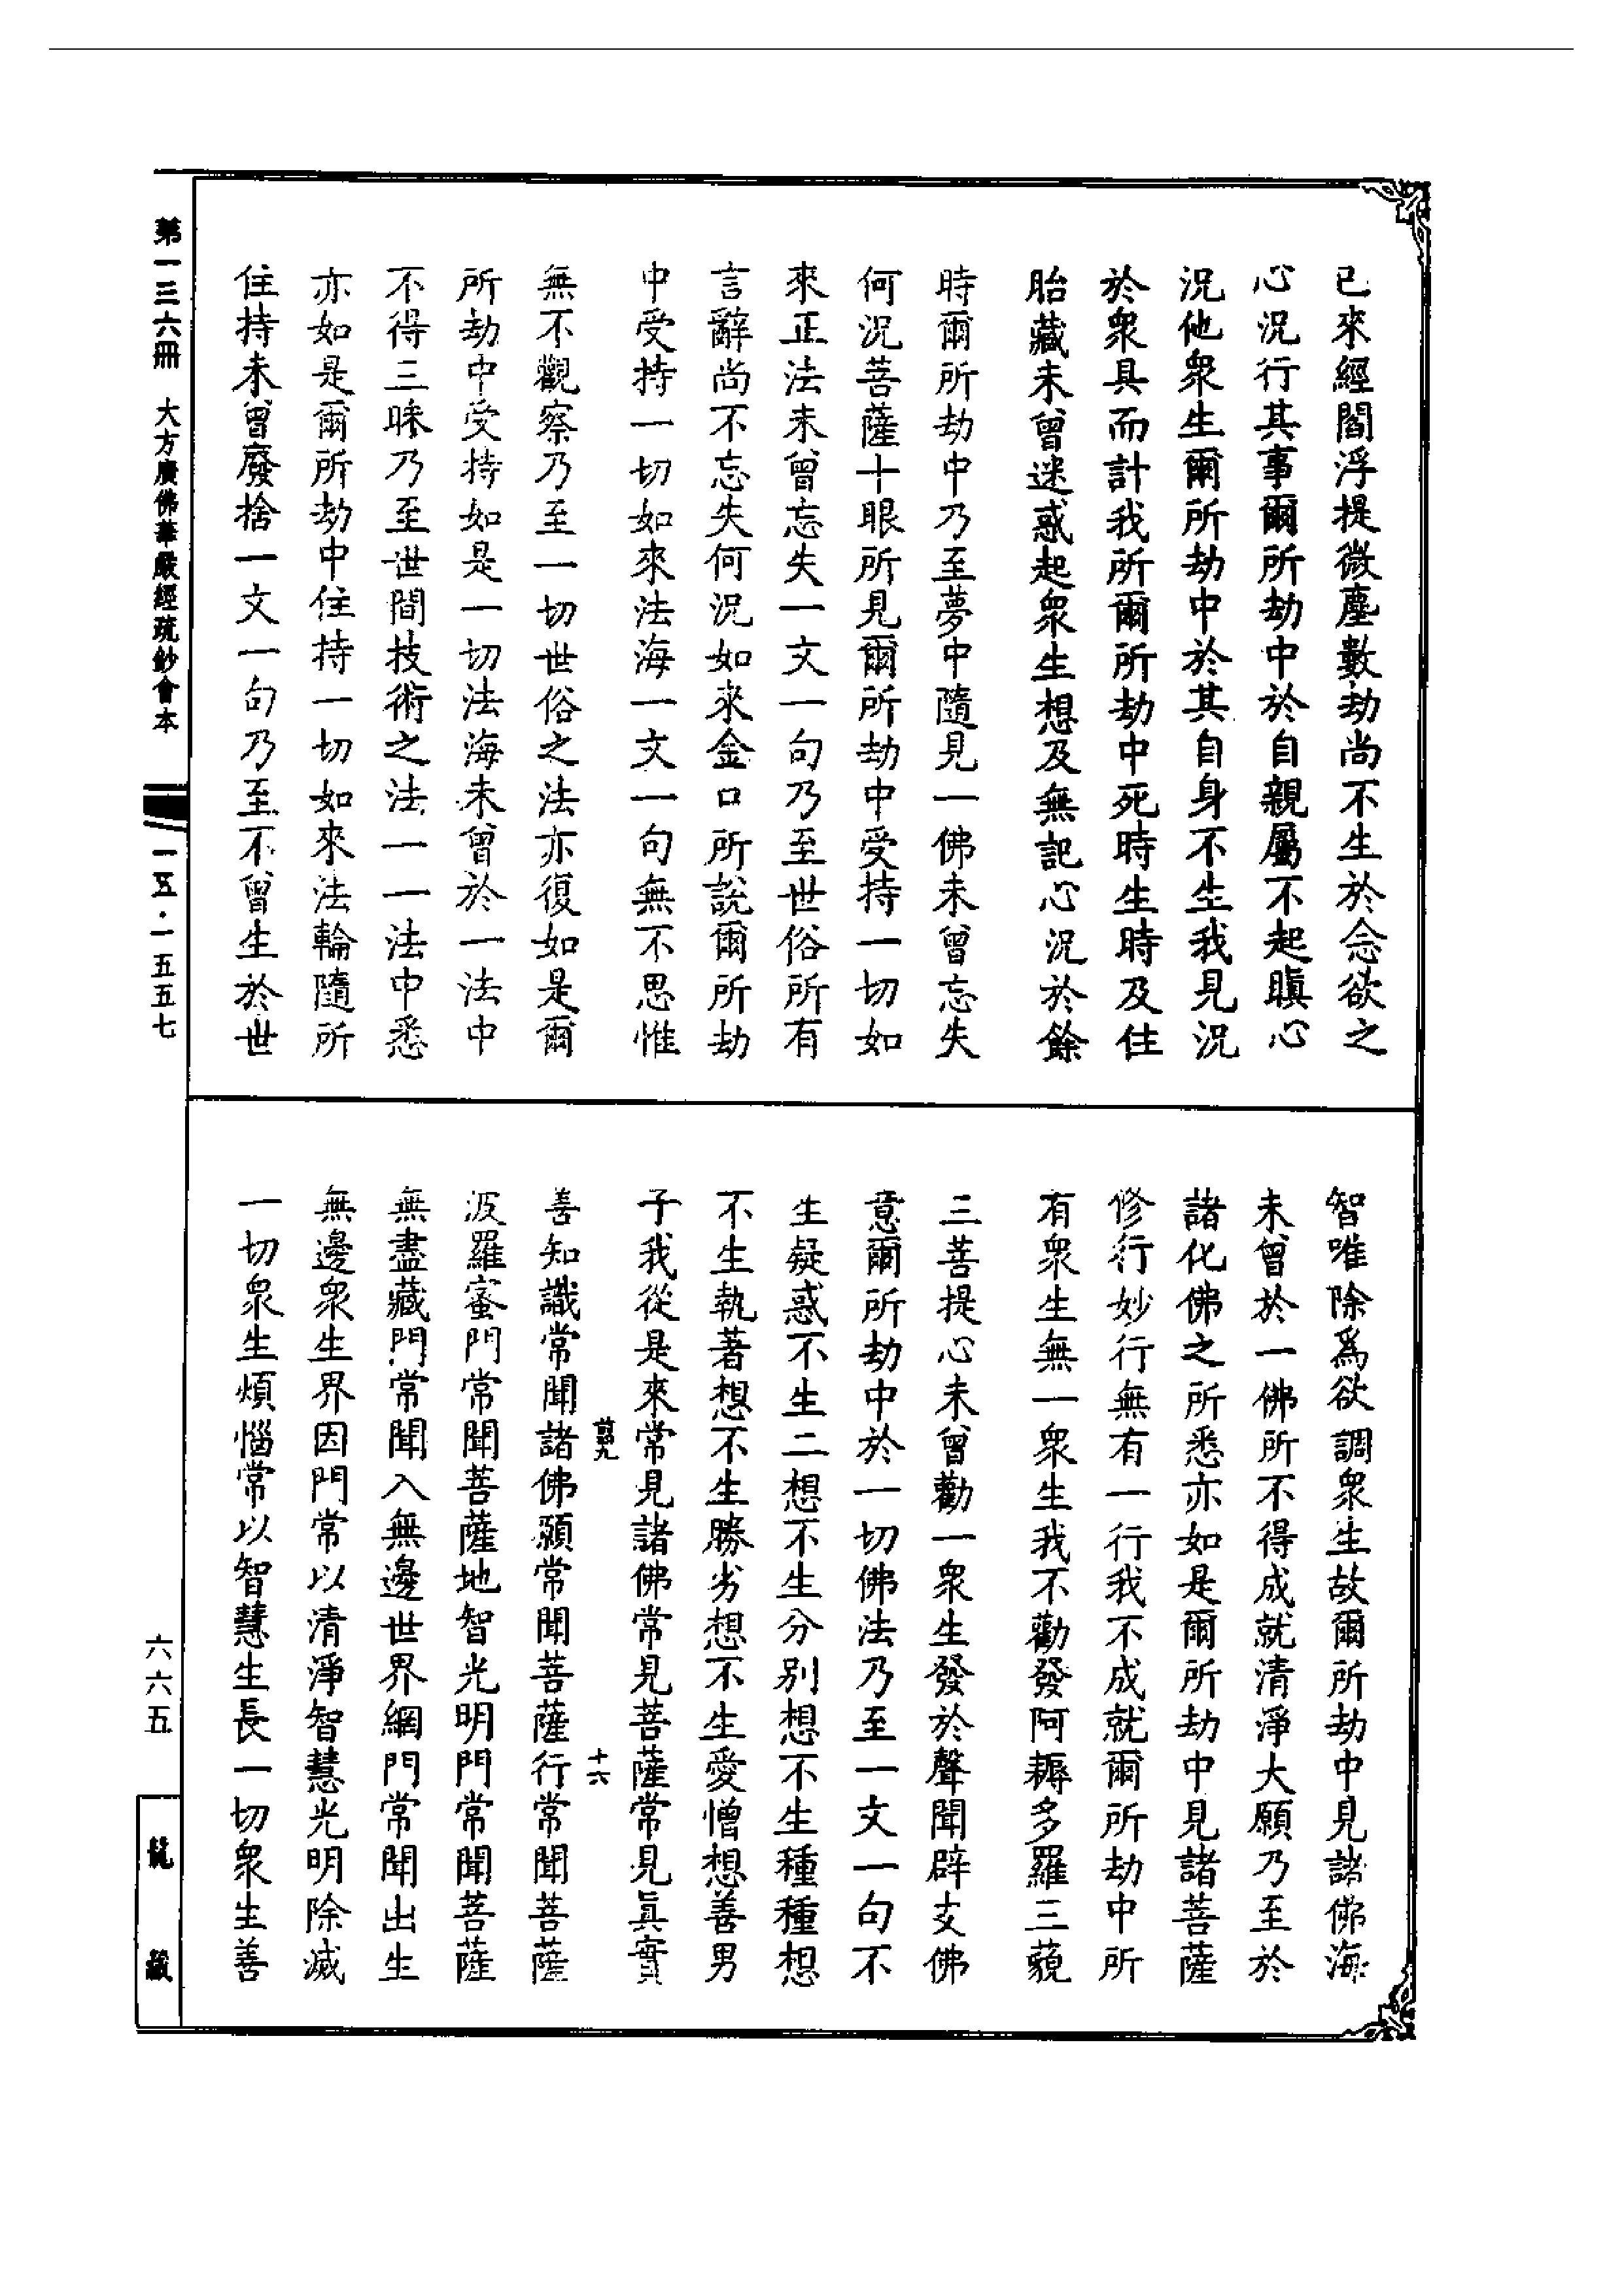 已來經閻浮提微塵數劫尚不生於念欲之
心況行其事爾所劫中於自親屬不起瞋心
況他衆生爾所劫中於其自身不生我見況
於衆具而計我所爾所劫中死時生時及住
胎藏未曾迷惑起衆生想及無記心況於餘
時爾所劫中乃至夢中隨見一佛未曾忘失
何況菩薩十眼所見爾所劫中受持一切如
來正法未曾忘失一文一句乃至世俗所有
言辭尚不忘失何況如來金口所說爾所劫
中受持一切如來法海一文一句無不思惟
無不觀察乃至一切世俗之法亦復如是爾
所劫中受持如是一切法海未曾於一法中
不得三昧乃至世間技術之法一一法中悉
亦如是爾所劫中住持一切如來法輪隨所
住持未曾廢捨一文一句乃至不曾生於世
智唯除爲欲調衆生故爾所劫中見諸佛海
未曾於一佛所不得成就清淨大願乃至於
諸化佛之所悉亦如是爾所劫中見諸菩薩
修行妙行無有一行我不成就爾所劫中所
有衆生無一衆生我不勸發阿耨多羅三藐
三菩提心未曾勸一衆生發於聲聞辟支佛
意爾所劫中於一切佛法乃至一文一句不
生疑惑不生二想不生分別想不生種種想
不生執著想不生勝劣想不生愛憎想善男
子我從是來常見諸佛常見菩薩常見眞實
十六
善知識常聞諸佛願常聞菩薩行常聞菩薩
波羅蜜門常聞菩薩地智光明門常聞菩薩
無盡藏門常聞入無邊世界網門常聞出生
無邊衆生界因門常以清淨智慧光明除滅
一切衆生煩惱常以智慧生長一切衆生善
第一三六冊 大方廣佛華嚴經疏鈔會本
一五·一五五七
六六五
龍藏